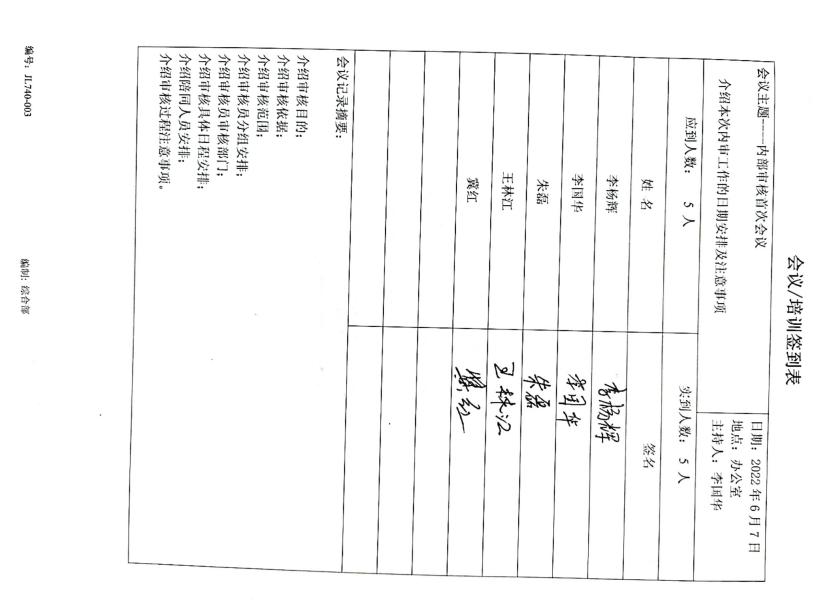 会议/培训签到表
会议主题----内部审核首次会议
介绍本次内审工作的日期安排及注意事项
日期：2022年6月7日
地点：办公室
主持人：李国华
应到人数： 5 人 实到人数： 5 人
姓 名 签名
李杨辉 李杨辉
李国华 李国华
朱磊 朱磊
王林江 王林江
冀红 冀红
会议记录摘要：
介绍审核目的；
介绍审核依据；
介绍审核范围；
介绍审核员分组安排；
介绍审核员审核部门；
介绍审核具体日程安排；
介绍陪同人员安排；
介绍审核过程注意事项。
编号：JL740-003 编制：综合部